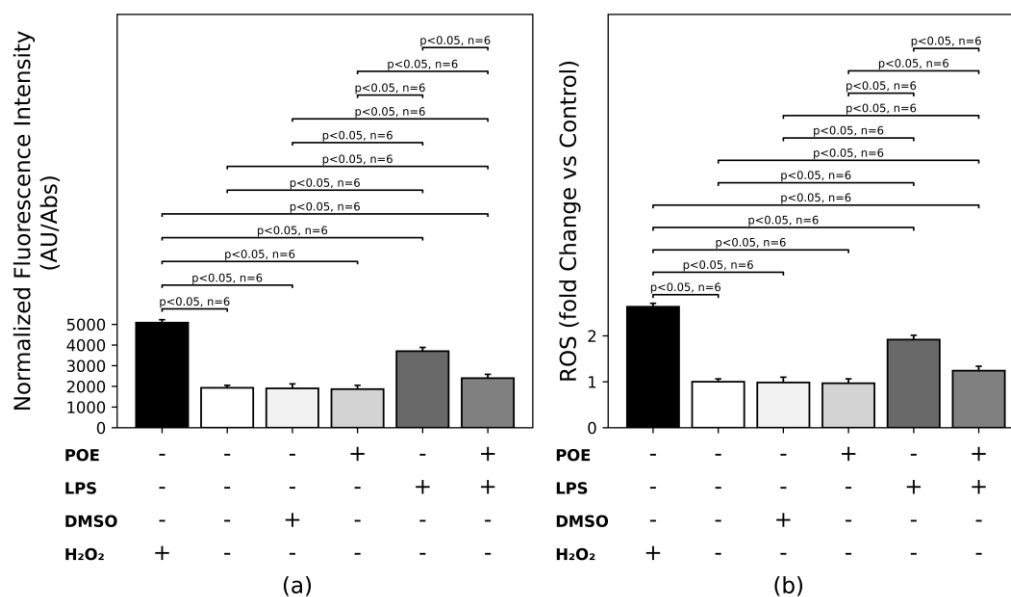 Normalized Fluorescence Intensity
(AU/Abs)
p<0.05, n=6
p<0.05, n=6
p<0.05, n=6
p<0.05, n=6
p<0.05, n=6
p<0.05, n=6
p<0.05, n=6
p<0.05, n=6
p<0.05, n=6
p<0.05, n=6
p<0.05, n=6
p<0.05, n=6
5000
4000
3000
2000
1000
0
POE - - - + - +
LPS - - - - + +
DMSO - - + - - -
H₂O₂ + - - - - -
(a)
ROS (fold Change vs Control)
p<0.05, n=6
p<0.05, n=6
p<0.05, n=6
p<0.05, n=6
p<0.05, n=6
p<0.05, n=6
p<0.05, n=6
p<0.05, n=6
p<0.05, n=6
p<0.05, n=6
p<0.05, n=6
p<0.05, n=6
2
1
0
POE - - - + - +
LPS - - - - + +
DMSO - - + - - -
H₂O₂ + - - - - -
(b)